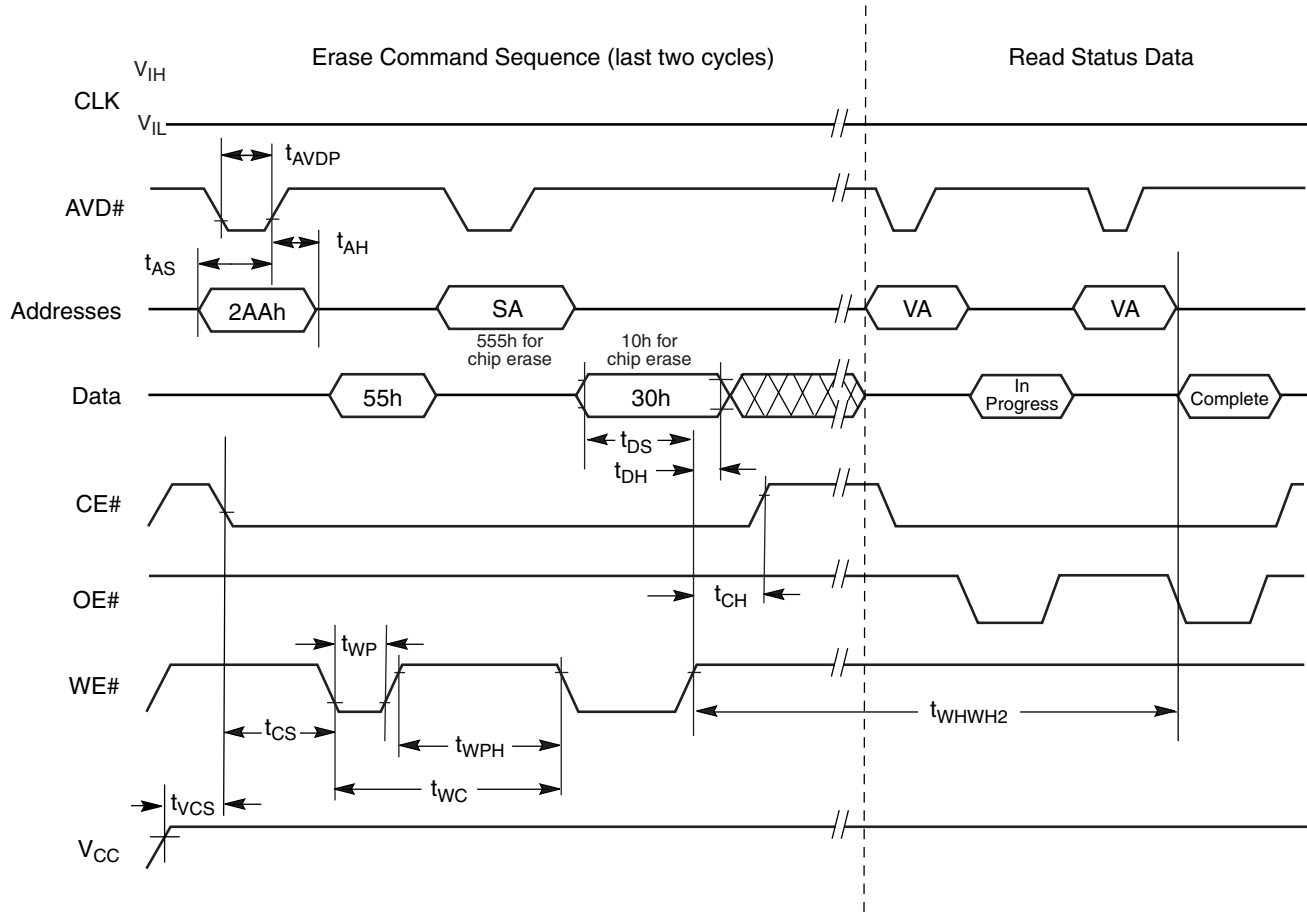 Erase Command Sequence (last two cycles)
Read Status Data
VIH
CLK
VIL
tAVDP
AVD#
tAH
tAS
Addresses
2AAh
SA
VA
VA
555h for
chip erase
10h for
chip erase
Data
55h
30h
In
Progress
Complete
tDS
tDH
CE#
OE#
tCH
tWP
WE#
tWHWH2
tCS
tWPH
tWC
tVCS
VCC